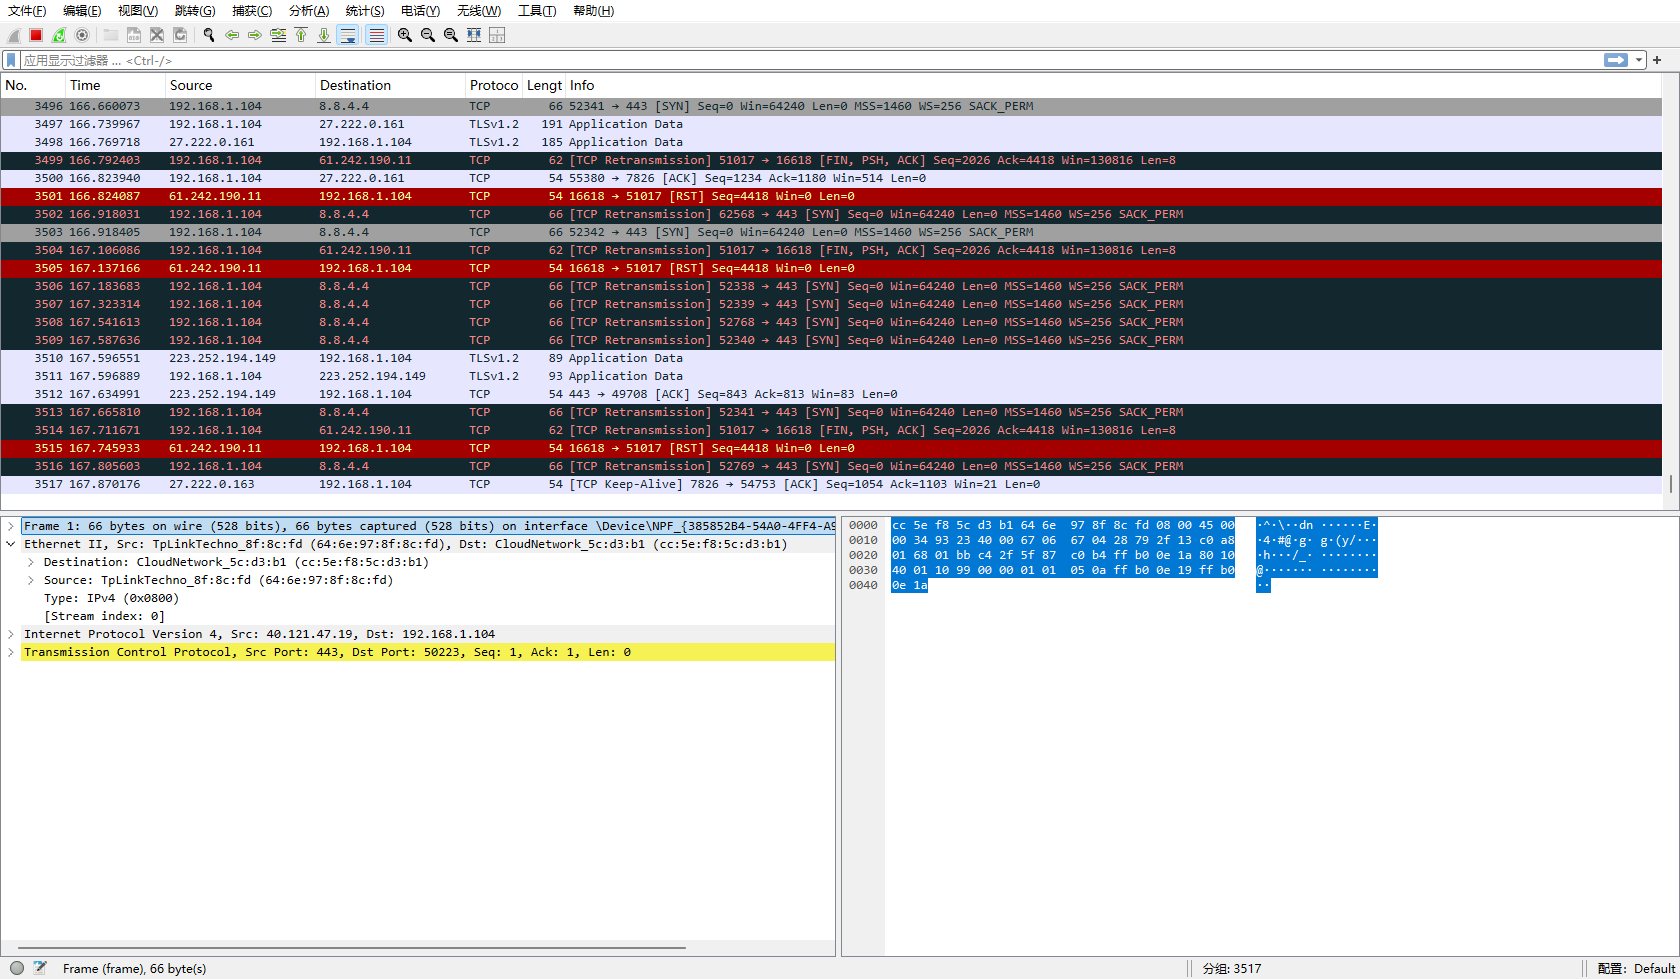 文件(F) 编辑(E) 视图(V) 跳转(G) 捕获(C) 分析(A) 统计(S) 电话(Y) 无线(W) 工具(T) 帮助(H)
应用显示过滤器 … <Ctrl-/>
No. Time Source Destination Protoco Lengt Info
3496 166.660073 192.168.1.104 8.8.4.4 TCP 66 52341 → 443 [SYN] Seq=0 Win=64240 Len=0 MSS=1460 WS=256 SACK_PERM
3497 166.739967 192.168.1.104 27.222.0.161 TLSv1.2 191 Application Data
3498 166.769718 27.222.0.161 192.168.1.104 TLSv1.2 185 Application Data
3499 166.792403 192.168.1.104 61.242.190.11 TCP 62 [TCP Retransmission] 51017 → 16618 [FIN, PSH, ACK] Seq=2026 Ack=4418 Win=130816 Len=8
3500 166.823940 192.168.1.104 27.222.0.161 TCP 54 55380 → 7826 [ACK] Seq=1234 Ack=1180 Win=514 Len=0
3501 166.824087 61.242.190.11 192.168.1.104 TCP 54 16618 → 51017 [RST] Seq=4418 Win=0 Len=0
3502 166.918031 192.168.1.104 8.8.4.4 TCP 66 [TCP Retransmission] 62568 → 443 [SYN] Seq=0 Win=64240 Len=0 MSS=1460 WS=256 SACK_PERM
3503 166.918405 192.168.1.104 8.8.4.4 TCP 66 52342 → 443 [SYN] Seq=0 Win=64240 Len=0 MSS=1460 WS=256 SACK_PERM
3504 167.106086 192.168.1.104 61.242.190.11 TCP 62 [TCP Retransmission] 51017 → 16618 [FIN, PSH, ACK] Seq=2026 Ack=4418 Win=130816 Len=8
3505 167.137166 61.242.190.11 192.168.1.104 TCP 54 16618 → 51017 [RST] Seq=4418 Win=0 Len=0
3506 167.183683 192.168.1.104 8.8.4.4 TCP 66 [TCP Retransmission] 52338 → 443 [SYN] Seq=0 Win=64240 Len=0 MSS=1460 WS=256 SACK_PERM
3507 167.323314 192.168.1.104 8.8.4.4 TCP 66 [TCP Retransmission] 52339 → 443 [SYN] Seq=0 Win=64240 Len=0 MSS=1460 WS=256 SACK_PERM
3508 167.541613 192.168.1.104 8.8.4.4 TCP 66 [TCP Retransmission] 52768 → 443 [SYN] Seq=0 Win=64240 Len=0 MSS=1460 WS=256 SACK_PERM
3509 167.587636 192.168.1.104 8.8.4.4 TCP 66 [TCP Retransmission] 52340 → 443 [SYN] Seq=0 Win=64240 Len=0 MSS=1460 WS=256 SACK_PERM
3510 167.596551 223.252.194.149 192.168.1.104 TLSv1.2 89 Application Data
3511 167.596889 192.168.1.104 223.252.194.149 TLSv1.2 93 Application Data
3512 167.634991 223.252.194.149 192.168.1.104 TCP 54 443 → 49708 [ACK] Seq=843 Ack=813 Win=83 Len=0
3513 167.665810 192.168.1.104 8.8.4.4 TCP 66 [TCP Retransmission] 52341 → 443 [SYN] Seq=0 Win=64240 Len=0 MSS=1460 WS=256 SACK_PERM
3514 167.711671 192.168.1.104 61.242.190.11 TCP 62 [TCP Retransmission] 51017 → 16618 [FIN, PSH, ACK] Seq=2026 Ack=4418 Win=130816 Len=8
3515 167.745933 61.242.190.11 192.168.1.104 TCP 54 16618 → 51017 [RST] Seq=4418 Win=0 Len=0
3516 167.805603 192.168.1.104 8.8.4.4 TCP 66 [TCP Retransmission] 52769 → 443 [SYN] Seq=0 Win=64240 Len=0 MSS=1460 WS=256 SACK_PERM
3517 167.870176 27.222.0.163 192.168.1.104 TCP 54 [TCP Keep-Alive] 7826 → 54753 [ACK] Seq=1054 Ack=1103 Win=21 Len=0
Frame 1: 66 bytes on wire (528 bits), 66 bytes captured (528 bits) on interface \Device\NPF_{385852B4-54A0-4FF4-A9
Ethernet II, Src: TpLinkTechno_8f:8c:fd (64:6e:97:8f:8c:fd), Dst: CloudNetwork_5c:d3:b1 (cc:5e:f8:5c:d3:b1)
Destination: CloudNetwork_5c:d3:b1 (cc:5e:f8:5c:d3:b1)
Source: TpLinkTechno_8f:8c:fd (64:6e:97:8f:8c:fd)
Type: IPv4 (0x0800)
[Stream index: 0]
Internet Protocol Version 4, Src: 40.121.47.19, Dst: 192.168.1.104
Transmission Control Protocol, Src Port: 443, Dst Port: 50223, Seq: 1, Ack: 1, Len: 0
0000 cc 5e f8 5c d3 b1 64 6e 97 8f 8c fd 08 00 45 00 ·^·\··dn ······E·
0010 00 34 93 23 40 00 67 06 67 04 28 79 2f 13 c0 a8 ·4·#@·g· g·(y/···
0020 01 68 01 bb c4 2f 5f 87 c0 b4 ff b0 0e 1a 80 10 ·h···/_· ········
0030 40 01 10 99 00 00 01 01 05 0a ff b0 0e 19 ff b0 @······· ········
0040 0e 1a ··
Frame (frame), 66 byte(s) 分组: 3517 配置: Default